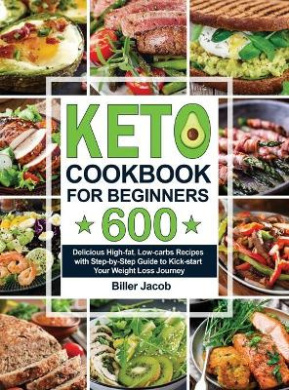 KETO
COOKBOOK
FOR BEGINNERS
600
Delicious High-fat, Low-carbs Recipes
with Step-by-Step Guide to Kick-start
Your Weight Loss Journey
Biller Jacob